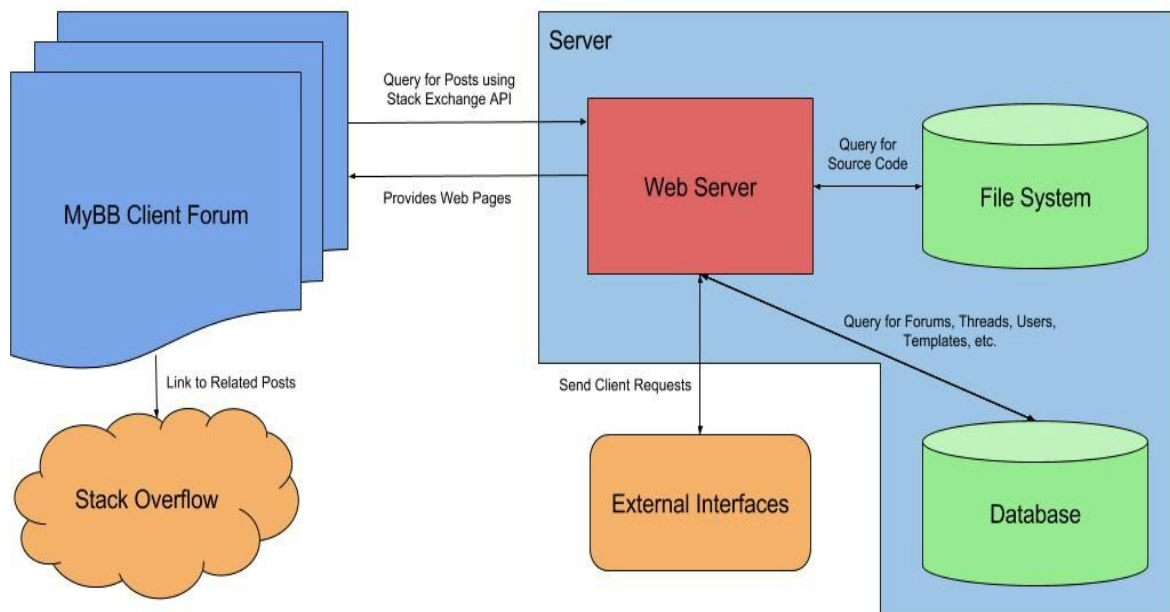 Server
Query for Posts using
Stack Exchange API
Query for
Source Code
Web Server
File System
Provides Web Pages
MyBB Client Forum
Query for Forums, Threads, Users,
Templates, etc.
Link to Related Posts
Send Client Requests
Stack Overflow
External Interfaces
Database